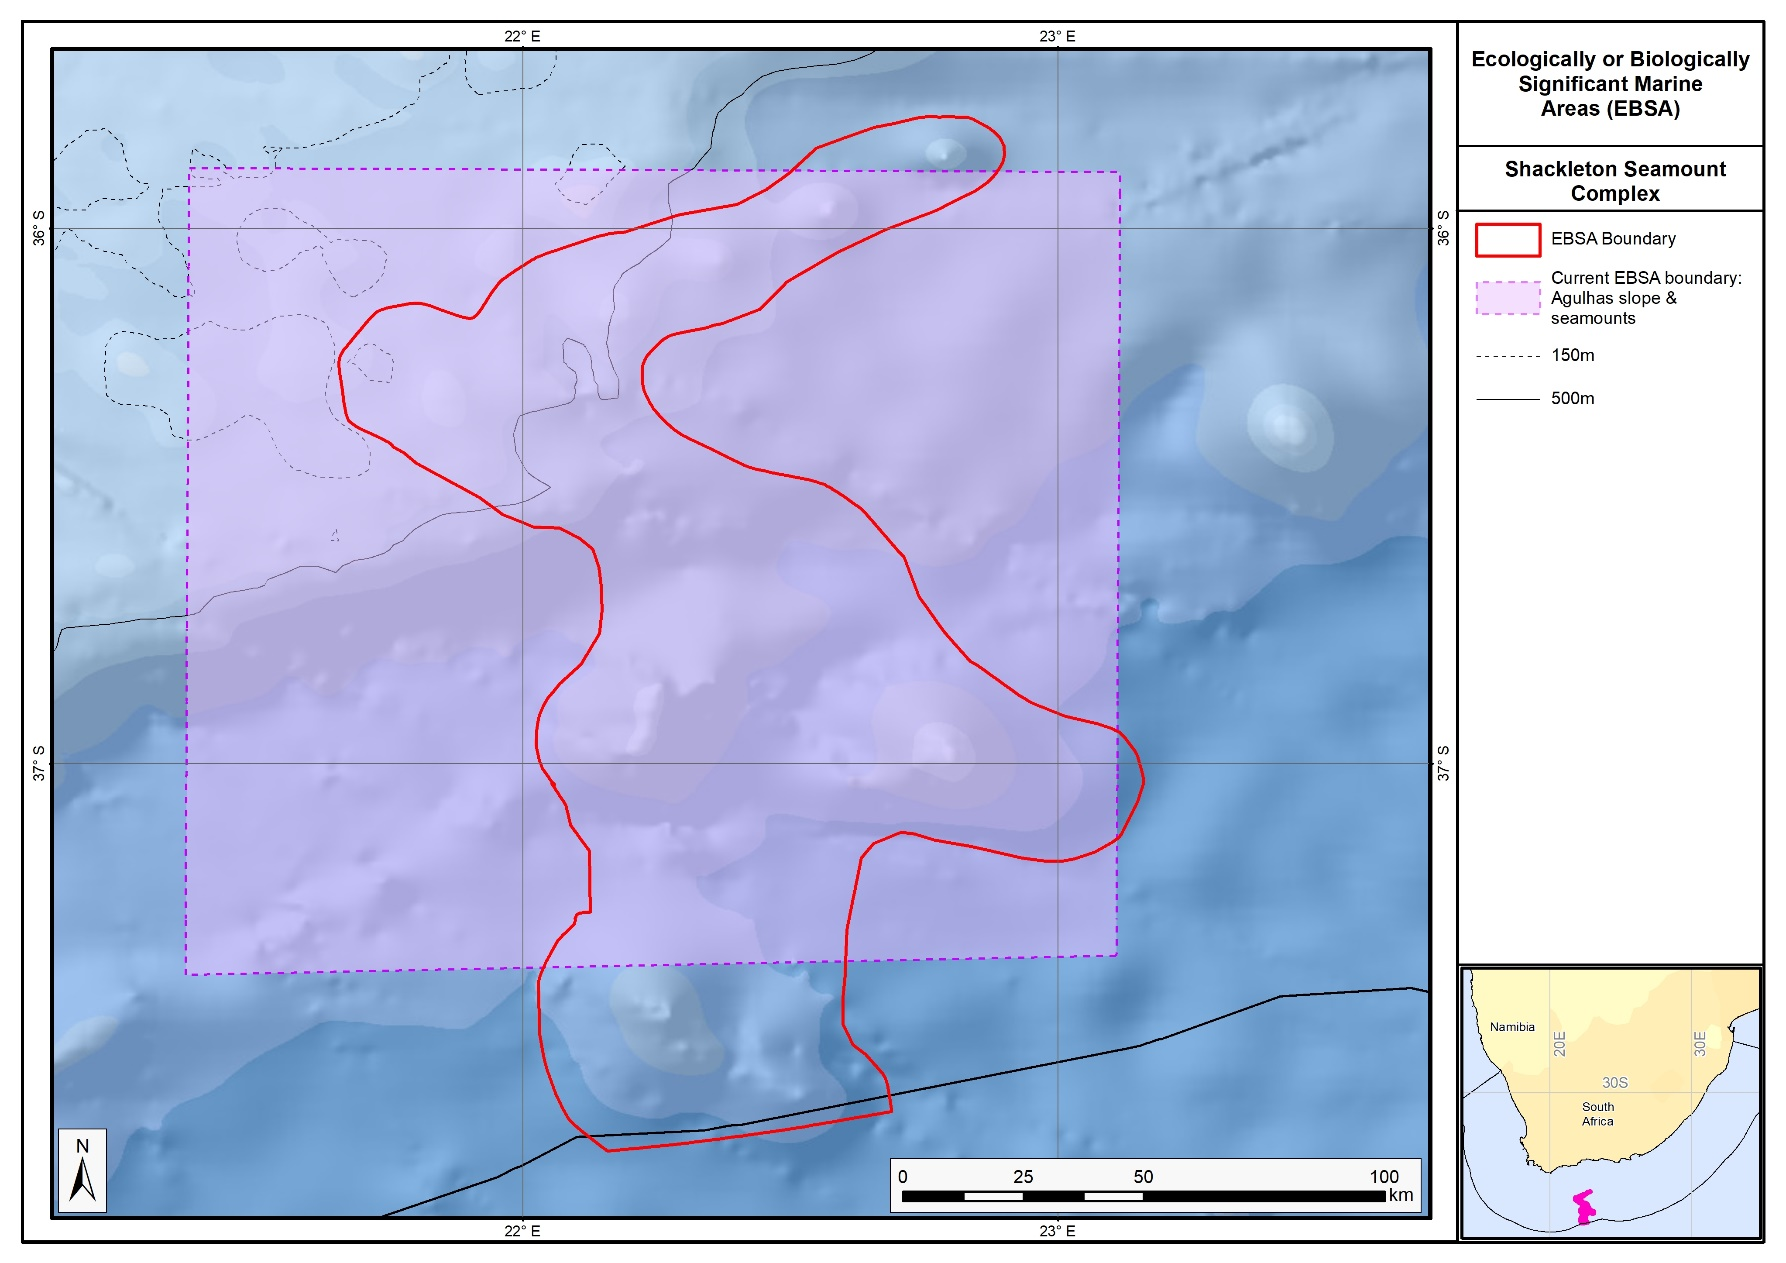 22° E
23° E
36° S
36° S
37° S
37° S
22° E
23° E
N
0
25
50
100
km
Ecologically or Biologically
Significant Marine
Areas (EBSA)
Shackleton Seamount
Complex
EBSA Boundary
Current EBSA boundary:
Agulhas slope &
seamounts
150m
500m
Namibia
20E
30E
30S
South
Africa